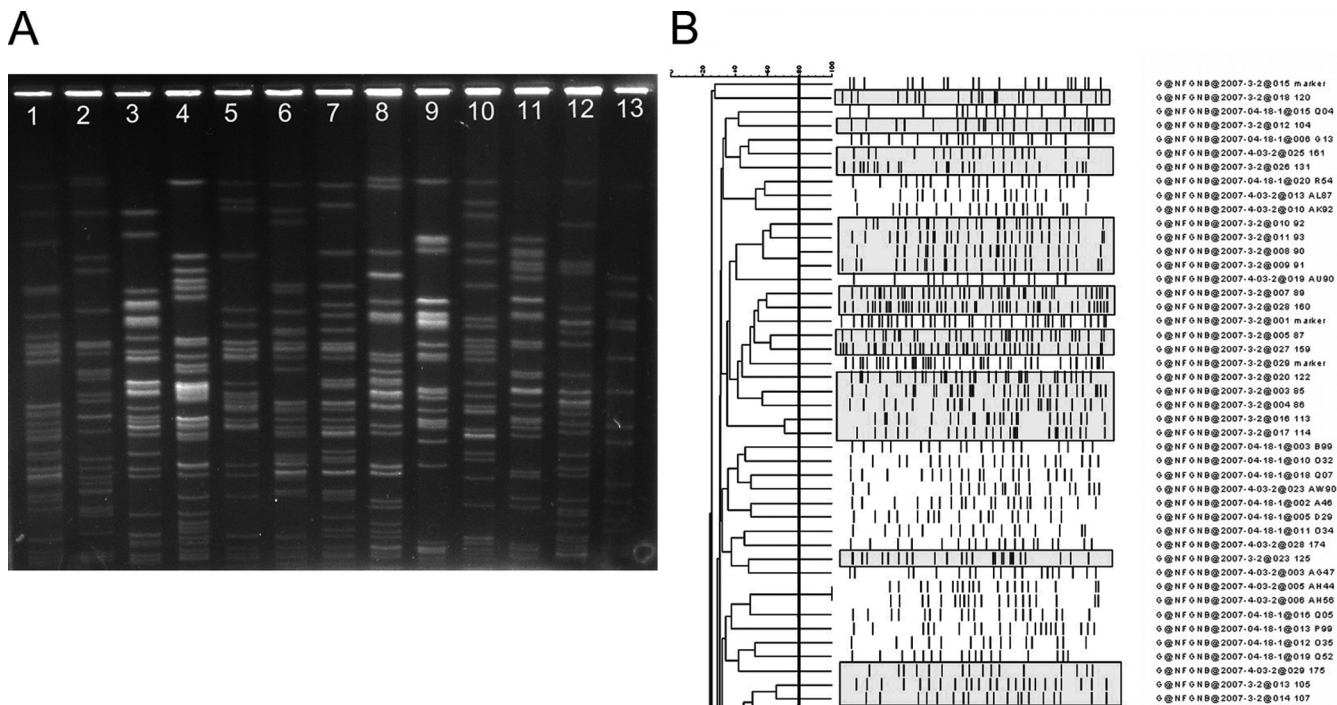 A
B
1 2 3 4 5 6 7 8 9 10 11 12 13
-20 -40 -60 -80 100
G@NFGNB@2007-3-2@015 marker
G@NFGNB@2007-3-2@018 120
G@NFGNB@2007-04-18-1@015 Q04
G@NFGNB@2007-3-2@012 104
G@NFGNB@2007-04-18-1@006 G13
G@NFGNB@2007-4-03-2@025 161
G@NFGNB@2007-3-2@026 131
G@NFGNB@2007-04-18-1@020 R54
G@NFGNB@2007-4-03-2@013 AL87
G@NFGNB@2007-4-03-2@010 AK92
G@NFGNB@2007-3-2@010 92
G@NFGNB@2007-3-2@011 93
G@NFGNB@2007-3-2@008 90
G@NFGNB@2007-3-2@009 91
G@NFGNB@2007-4-03-2@019 AU90
G@NFGNB@2007-3-2@007 89
G@NFGNB@2007-3-2@028 160
G@NFGNB@2007-3-2@001 marker
G@NFGNB@2007-3-2@005 87
G@NFGNB@2007-3-2@027 159
G@NFGNB@2007-3-2@029 marker
G@NFGNB@2007-3-2@020 122
G@NFGNB@2007-3-2@003 85
G@NFGNB@2007-3-2@004 86
G@NFGNB@2007-3-2@016 113
G@NFGNB@2007-3-2@017 114
G@NFGNB@2007-04-18-1@003 B99
G@NFGNB@2007-04-18-1@010 O32
G@NFGNB@2007-04-18-1@018 Q07
G@NFGNB@2007-4-03-2@023 AW90
G@NFGNB@2007-04-18-1@002 A46
G@NFGNB@2007-04-18-1@005 D29
G@NFGNB@2007-04-18-1@011 O34
G@NFGNB@2007-4-03-2@028 174
G@NFGNB@2007-3-2@023 125
G@NFGNB@2007-4-03-2@003 AG47
G@NFGNB@2007-4-03-2@005 AH44
G@NFGNB@2007-4-03-2@006 AH56
G@NFGNB@2007-04-18-1@016 Q05
G@NFGNB@2007-04-18-1@013 P99
G@NFGNB@2007-04-18-1@012 O35
G@NFGNB@2007-04-18-1@019 Q52
G@NFGNB@2007-4-03-2@029 175
G@NFGNB@2007-3-2@013 105
G@NFGNB@2007-3-2@014 107